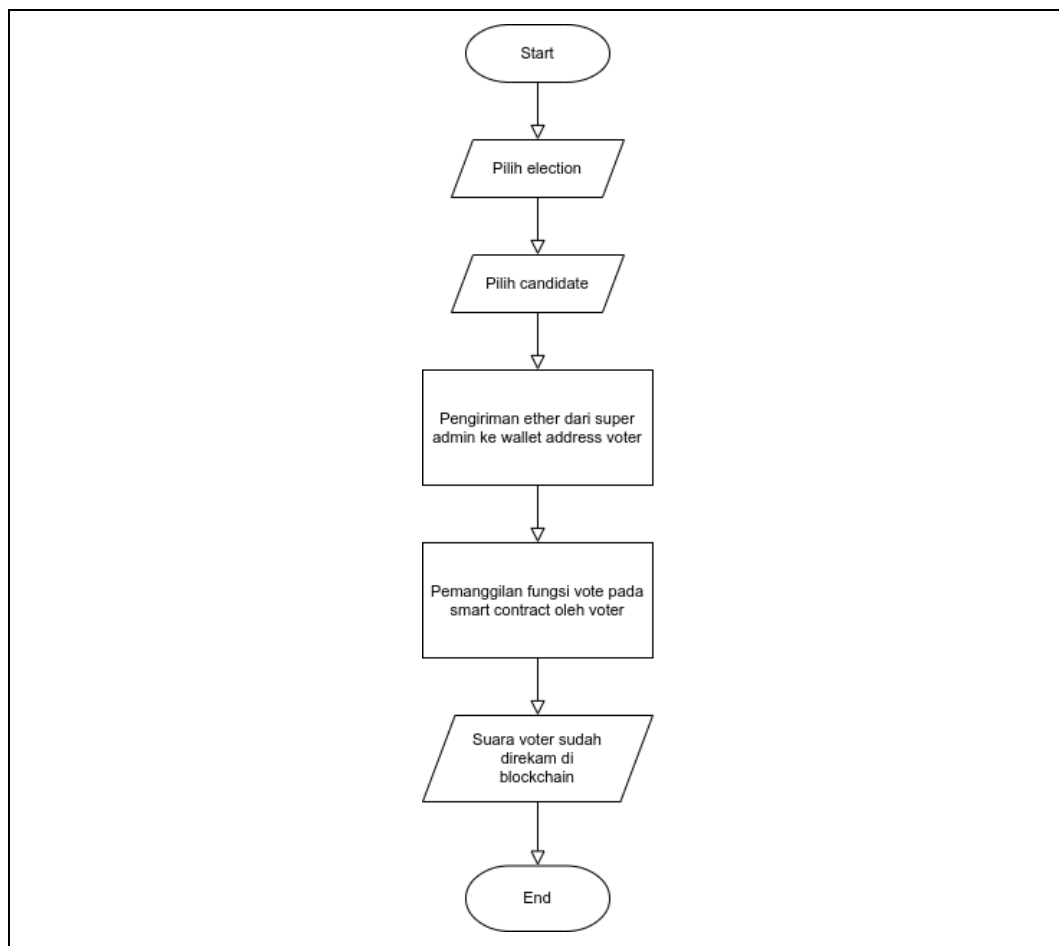 Start
Pilih election
Pilih candidate
Pengiriman ether dari super
admin ke wallet address voter
Pemanggilan fungsi vote pada
smart contract oleh voter
Suara voter sudah
direkam di
blockchain
End